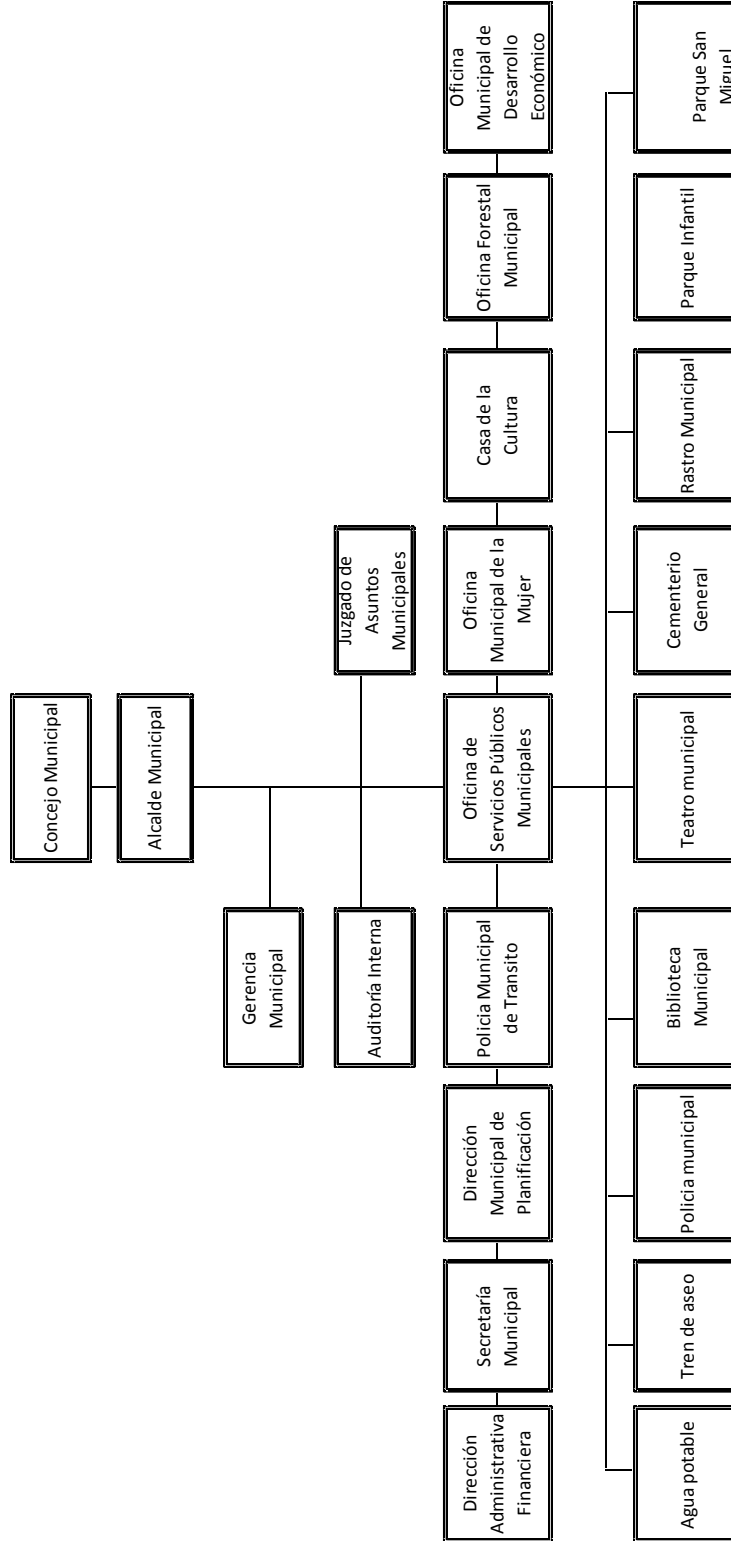 Concejo Municipal
Alcalde Municipal
Gerencia
Municipal
Auditoría Interna
Juzgado de
Asuntos
Municipales
Dirección
Administrativa
Financiera
Secretaría
Municipal
Dirección
Municipal de
Planificación
Policia Municipal
de Transito
Oficina de
Servicios Públicos
Municipales
Oficina
Municipal de la
Mujer
Casa de la
Cultura
Oficina Forestal
Municipal
Oficina
Municipal de
Desarrollo
Económico
Agua potable
Tren de aseo
Policia municipal
Biblioteca
Municipal
Teatro municipal
Cementerio
General
Rastro Municipal
Parque Infantil
Parque San
Miguel